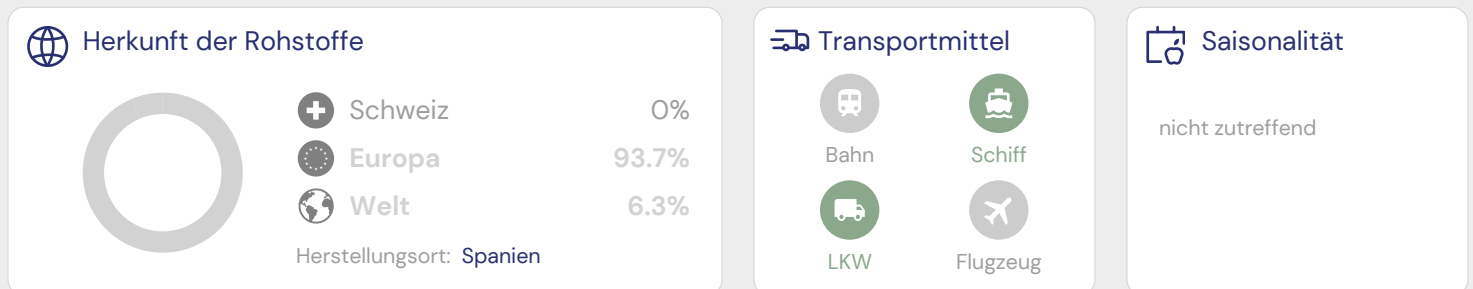 Herkunft der Rohstoffe
Schweiz 0%
Europa 93.7%
Welt 6.3%
Herstellungsort: Spanien
Transportmittel
Bahn Schiff
LKW Flugzeug
Saisonalität
nicht zutreffend